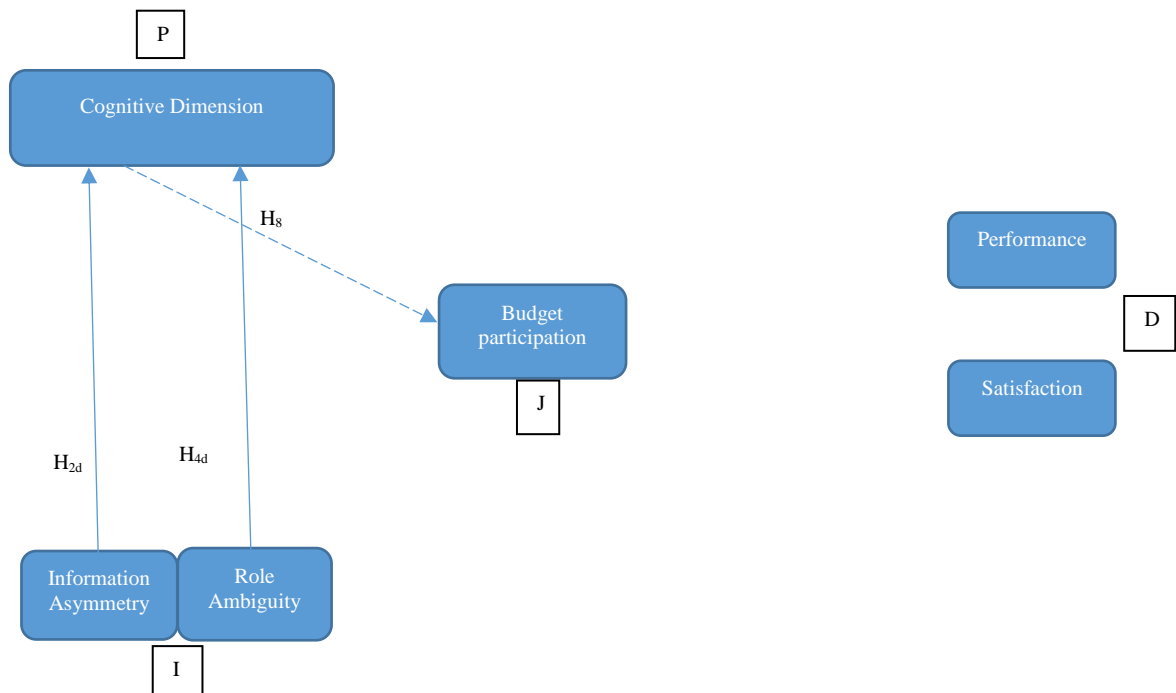 P
Cognitive Dimension
H8
Performance
Budget
participation
D
J
Satisfaction
H2d
H4d
Information
Asymmetry
Role
Ambiguity
I